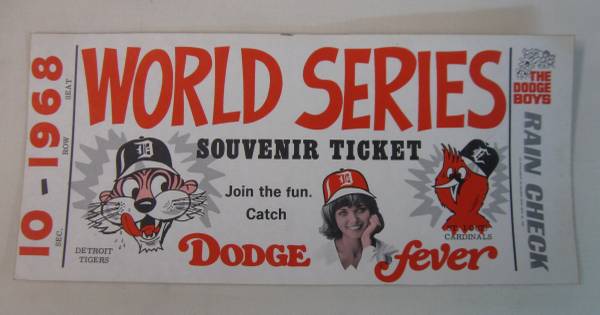 10-1968
SEC. ROW SEAT
WORLD SERIES
SOUVENIR TICKET
Join the fun.
Catch
DODGE fever
DETROIT
TIGERS
CARDINALS
THE
DODGE
BOYS
RAIN CHECK